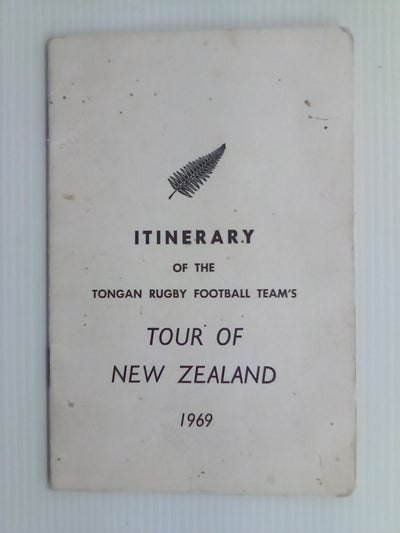 ITINERARY
OF THE
TONGAN RUGBY FOOTBALL TEAM'S
TOUR OF
NEW ZEALAND
1969